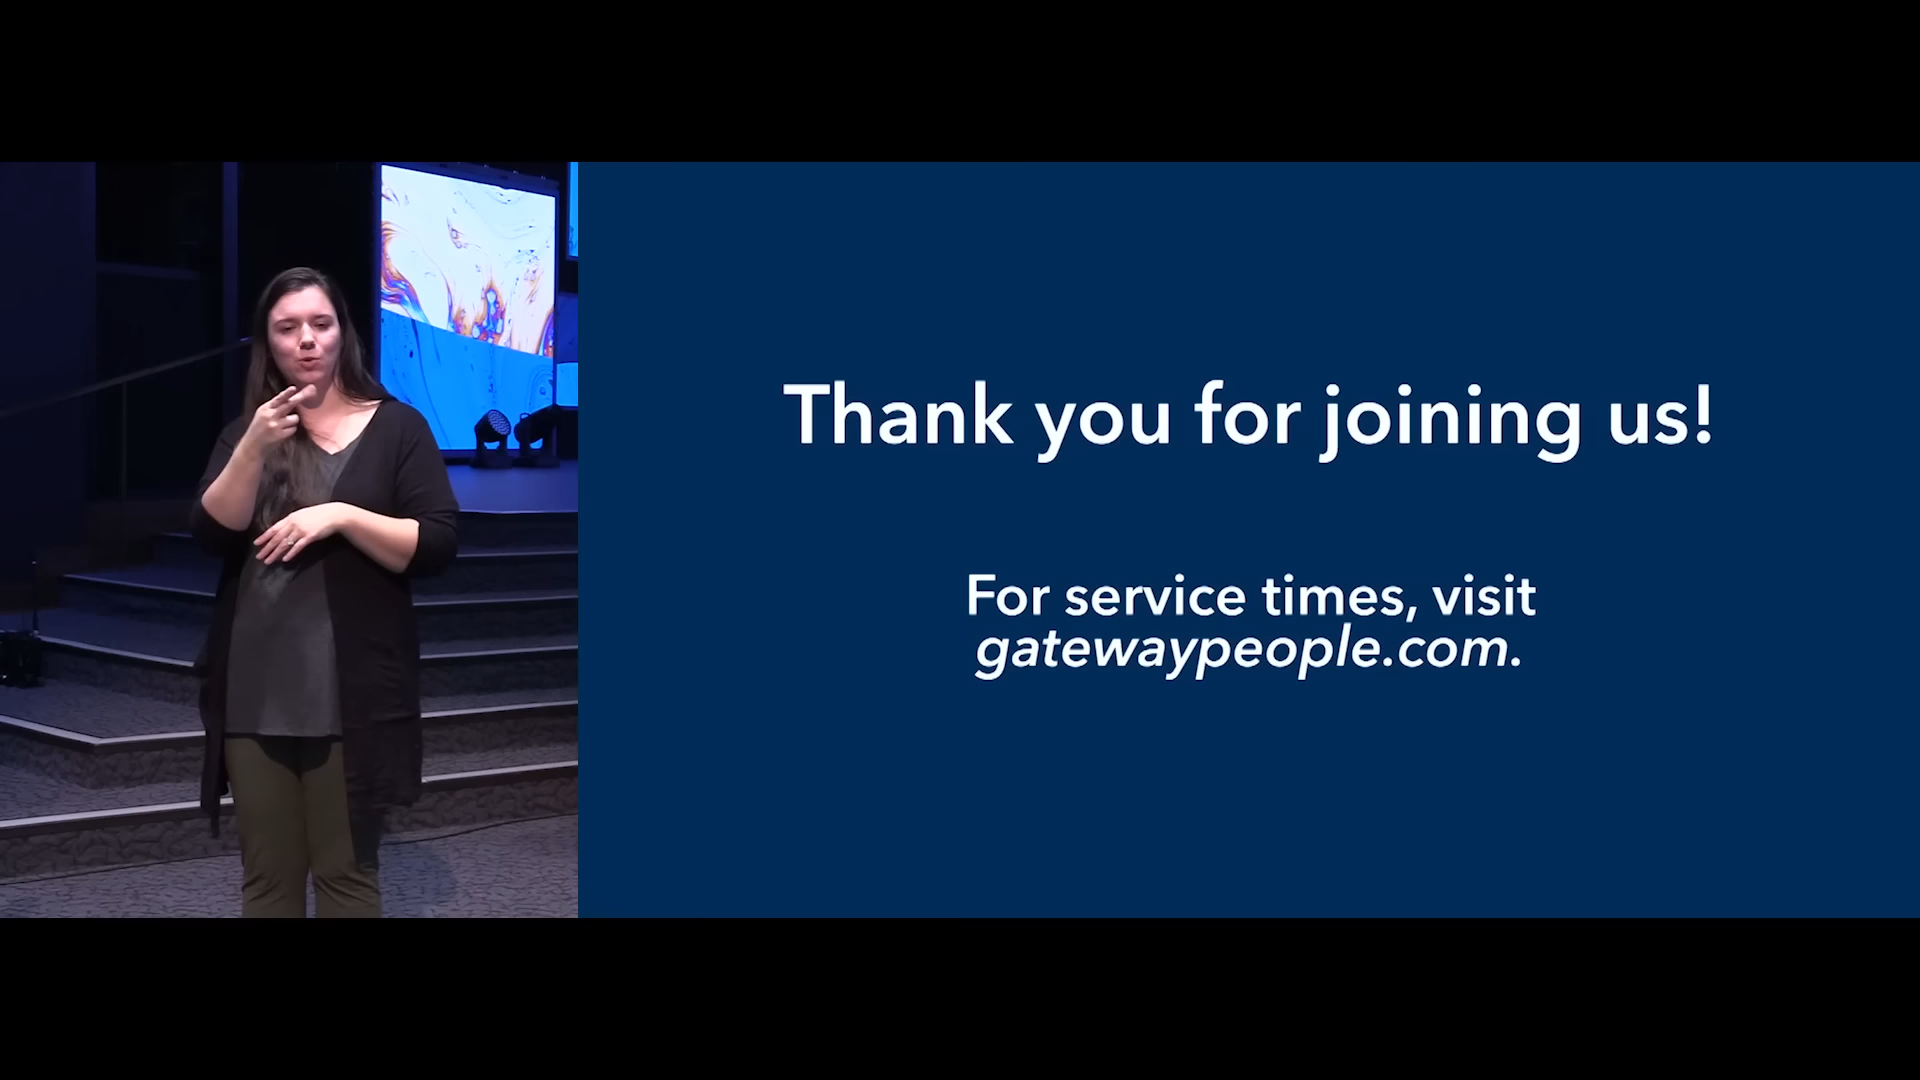 Thank you for joining us!
For service times, visit
gatewaypeople.com.